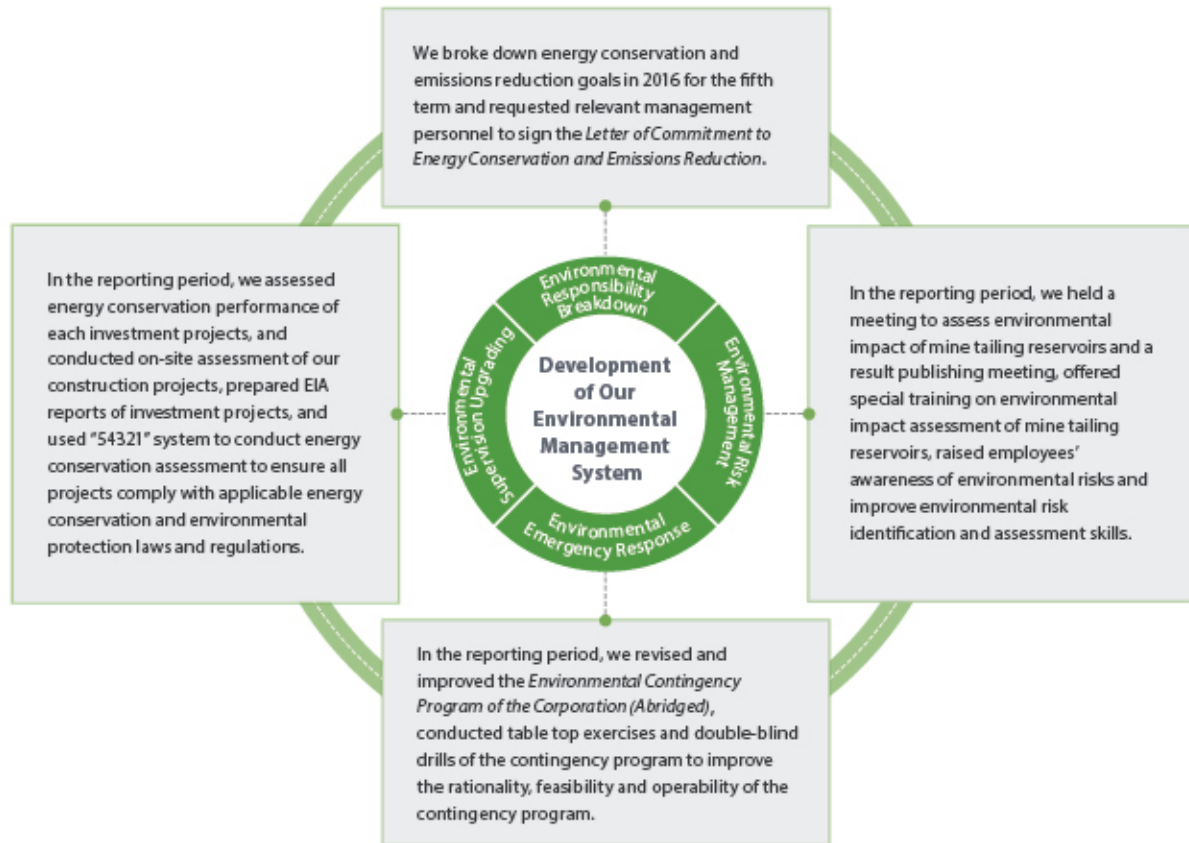 We broke down energy conservation and
emissions reduction goals in 2016 for the fifth
term and requested relevant management
personnel to sign the Letter of Commitment to
Energy Conservation and Emissions Reduction.
In the reporting period, we assessed
energy conservation performance of
each investment projects, and
conducted on-site assessment of our
construction projects, prepared EIA
reports of investment projects, and
used "54321" system to conduct energy
conservation assessment to ensure all
projects comply with applicable energy
conservation and environmental
protection laws and regulations.
Environmental
Responsibility
Breakdown
Environmental
Supervision Upgrading
Development
of Our
Environmental
Management
System
Environmental Risk
Management
Environmental
Emergency Response
In the reporting period, we held a
meeting to assess environmental
impact of mine tailing reservoirs and a
result publishing meeting, offered
special training on environmental
impact assessment of mine tailing
reservoirs, raised employees'
awareness of environmental risks and
improve environmental risk
identification and assessment skills.
In the reporting period, we revised and
improved the Environmental Contingency
Program of the Corporation (Abridged),
conducted table top exercises and double-blind
drills of the contingency program to improve
the rationality, feasibility and operability of the
contingency program.